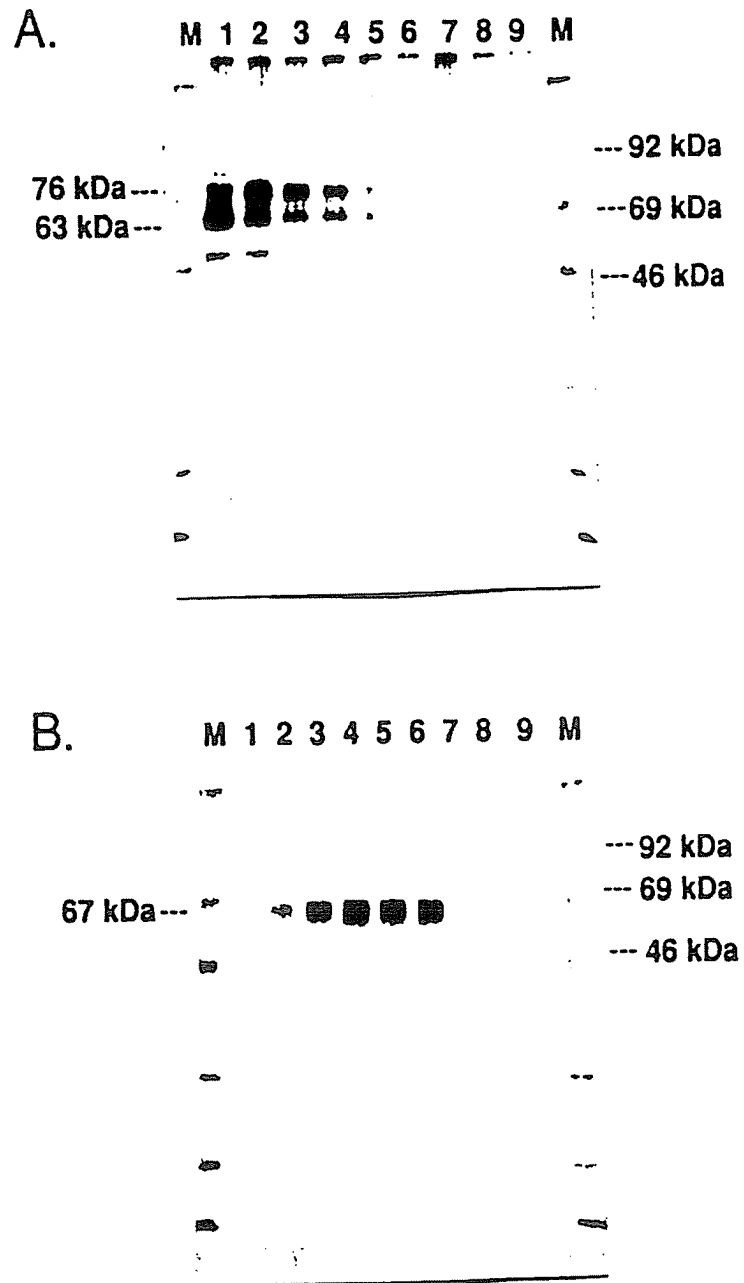 A.
M 1 2 3 4 5 6 7 8 9 M
---92 kDa
76 kDa---
---69 kDa
63 kDa---
---46 kDa
B.
M 1 2 3 4 5 6 7 8 9 M
---92 kDa
---69 kDa
67 kDa---
---46 kDa